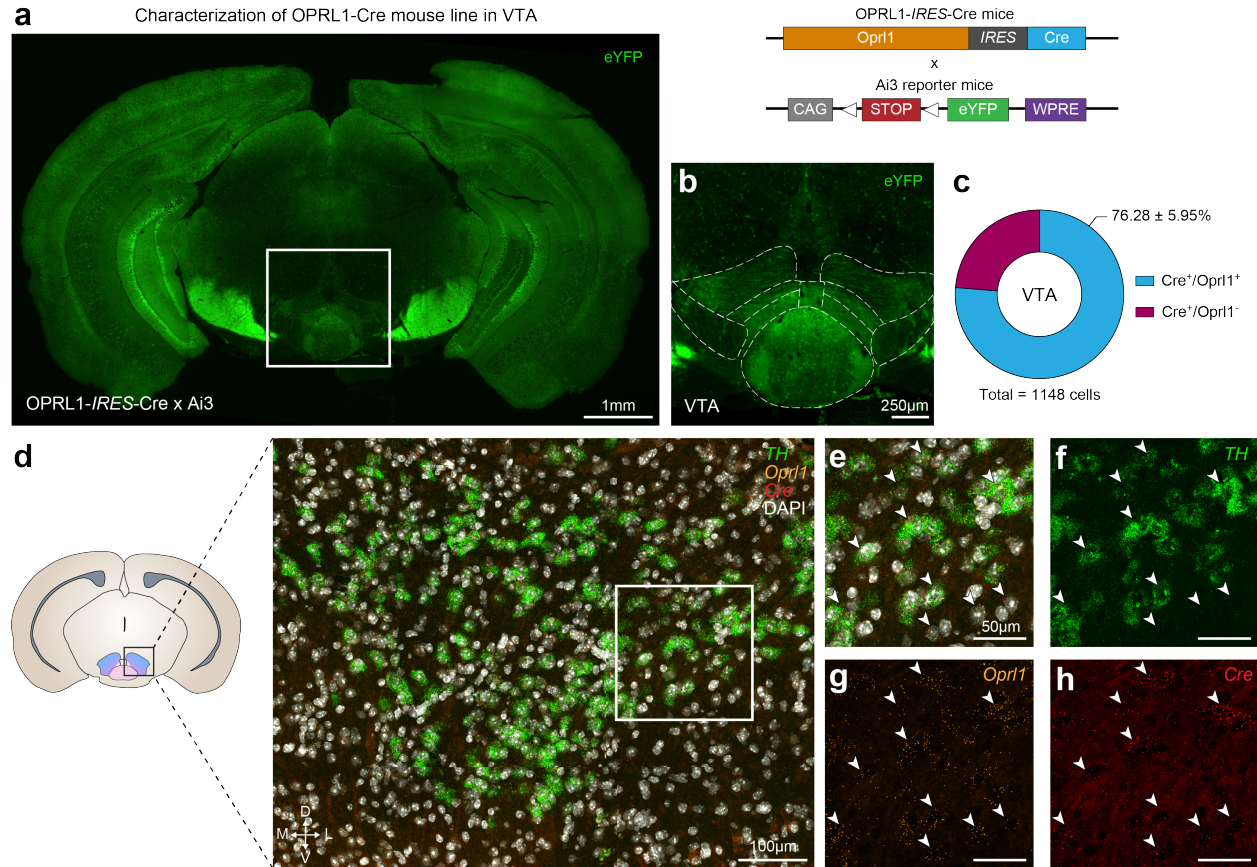 a
Characterization of OPRL1-Cre mouse line in VTA
eYFP
OPRL1-IRES-Cre x Ai3
1mm
OPRL1-IRES-Cre mice
Oprl1 IRES Cre
x
Ai3 reporter mice
CAG STOP eYFP WPRE
b
eYFP
VTA
250µm
c
76.28 ± 5.95%
VTA
Cre⁺/Oprl1⁺
Cre⁺/Oprl1⁻
Total = 1148 cells
d
TH
Oprl1
Cre
DAPI
D
M L
V
100µm
e
50µm
f
TH
g
Oprl1
h
Cre